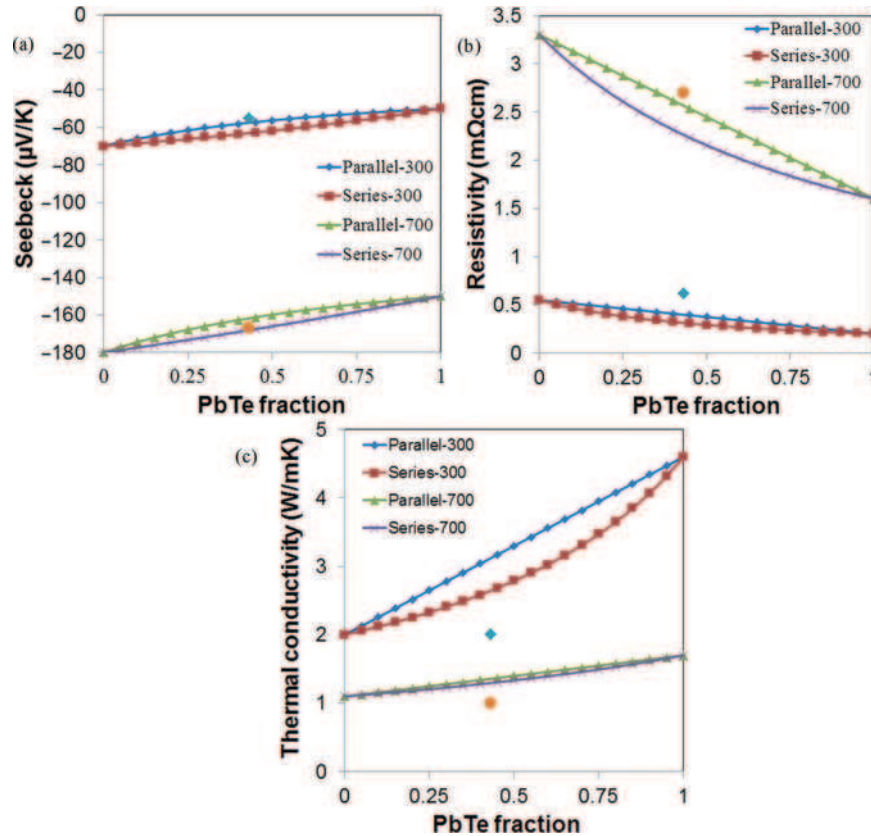 (a)
0
−20
−40
−60
−80
−100
−120
−140
−160
−180
Seebeck (µV/K)
Parallel-300
Series-300
Parallel-700
Series-700
0 0.25 0.5 0.75 1
PbTe fraction
(b)
3.5
3
2.5
2
1.5
1
0.5
0
Resistivity (mΩcm)
Parallel-300
Series-300
Parallel-700
Series-700
0 0.25 0.5 0.75 1
PbTe fraction
(c)
5
4
3
2
1
0
Thermal conductivity (W/mK)
Parallel-300
Series-300
Parallel-700
Series-700
0 0.25 0.5 0.75 1
PbTe fraction